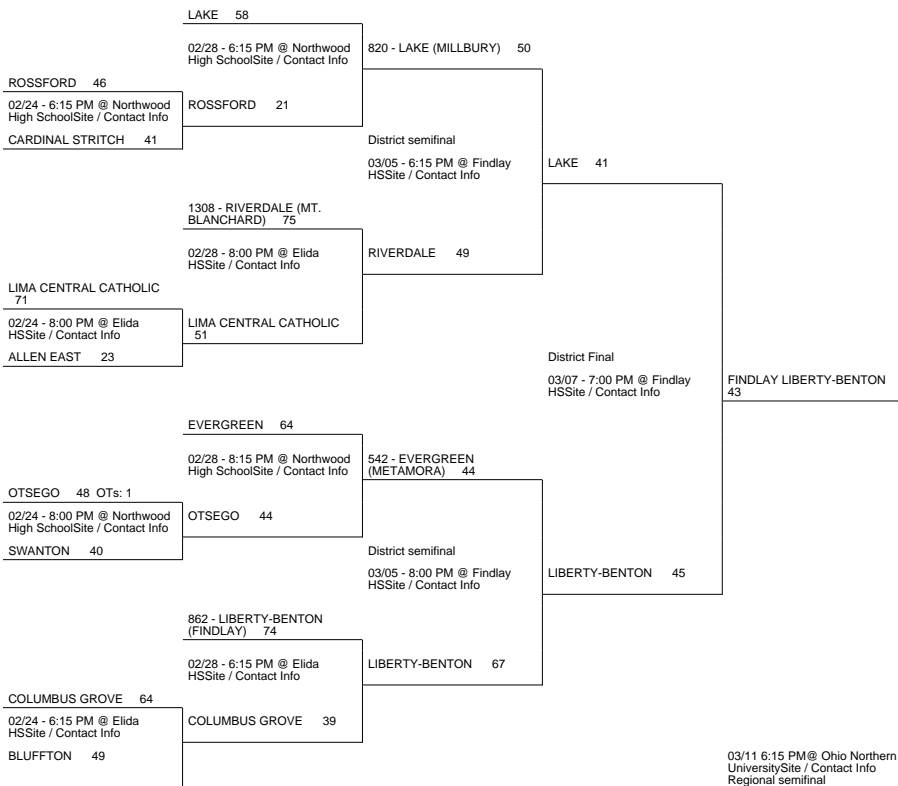 LAKE 58
02/28 - 6:15 PM @ Northwood
High SchoolSite / Contact Info
820 - LAKE (MILLBURY) 50
ROSSFORD 46
02/24 - 6:15 PM @ Northwood
High SchoolSite / Contact Info
ROSSFORD 21
CARDINAL STRITCH 41
District semifinal
03/05 - 6:15 PM @ Findlay
HSSite / Contact Info
LAKE 41
1308 - RIVERDALE (MT.
BLANCHARD) 75
02/28 - 8:00 PM @ Elida
HSSite / Contact Info
RIVERDALE 49
LIMA CENTRAL CATHOLIC
71
02/24 - 8:00 PM @ Elida
HSSite / Contact Info
LIMA CENTRAL CATHOLIC
51
ALLEN EAST 23
District Final
03/07 - 7:00 PM @ Findlay
HSSite / Contact Info
FINDLAY LIBERTY-BENTON
43
EVERGREEN 64
02/28 - 8:15 PM @ Northwood
High SchoolSite / Contact Info
542 - EVERGREEN
(METAMORA) 44
OTSEGO 48 OTs: 1
02/24 - 8:00 PM @ Northwood
High SchoolSite / Contact Info
OTSEGO 44
SWANTON 40
District semifinal
03/05 - 8:00 PM @ Findlay
HSSite / Contact Info
LIBERTY-BENTON 45
862 - LIBERTY-BENTON
(FINDLAY) 74
02/28 - 6:15 PM @ Elida
HSSite / Contact Info
LIBERTY-BENTON 67
COLUMBUS GROVE 64
02/24 - 6:15 PM @ Elida
HSSite / Contact Info
COLUMBUS GROVE 39
BLUFFTON 49
03/11 6:15 PM@ Ohio Northern
UniversitySite / Contact Info
Regional semifinal